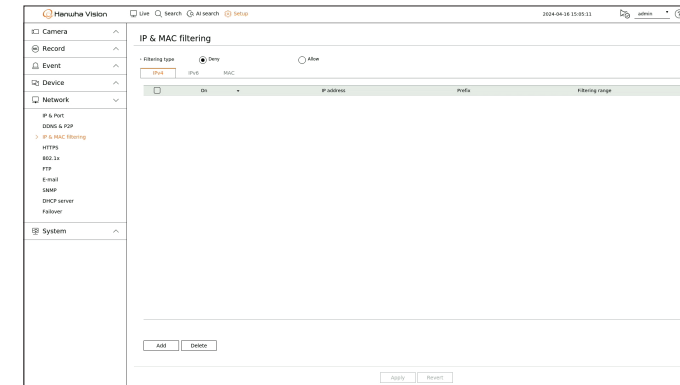 Hanwha Vision
Live Search AI search Setup 2024-04-16 15:05:11 admin
Camera
Record
Event
Device
Network
IP & Port
DDNS & P2P
IP & MAC filtering
HTTPS
802.1x
FTP
E-mail
SNMP
DHCP server
Failover
System
IP & MAC filtering
Filtering type Deny Allow
IPv4 IPv6 MAC
On IP address Prefix Filtering range
Add Delete
Apply Revert